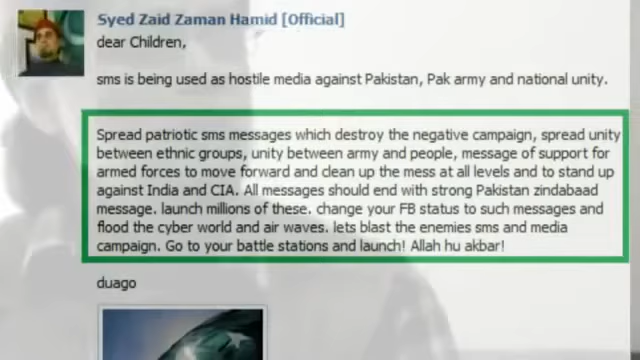 Syed Zaid Zaman Hamid [Official]
dear Children,
sms is being used as hostile media against Pakistan, Pak army and national unity.
Spread patriotic sms messages which destroy the negative campaign, spread unity
between ethnic groups, unity between army and people, message of support for
armed forces to move forward and clean up the mess at all levels and to stand up
against India and CIA. All messages should end with strong Pakistan zindabaad
message. launch millions of these. change your FB status to such messages and
flood the cyber world and air waves. lets blast the enemies sms and media
campaign. Go to your battle stations and launch! Allah hu akbar!
duago